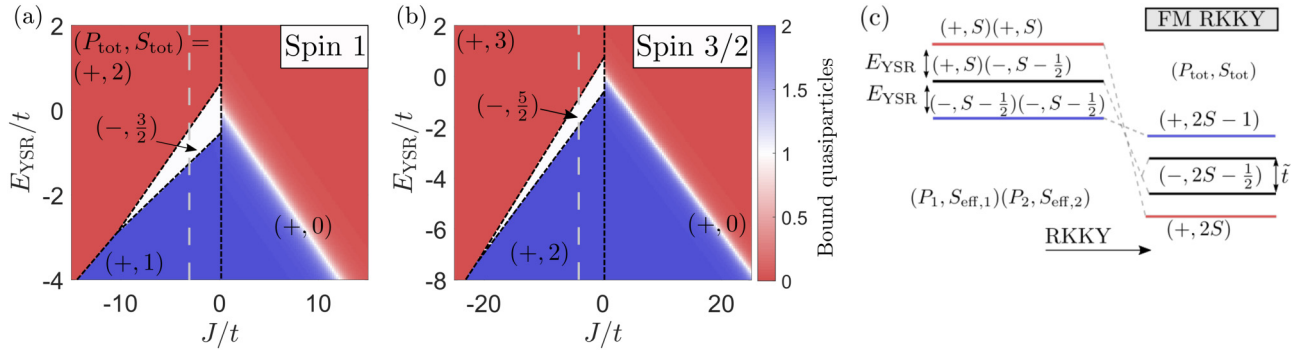 (a)
2
(P_tot, S_tot) =
(+, 2)
Spin 1
0
(−, 3/2)
E_YSR/t
-2
(+, 0)
(+, 1)
-4
-10
0
10
J/t
(b)
2
(+, 3)
Spin 3/2
0
(−, 5/2)
-2
E_YSR/t
-4
-6
(+, 0)
(+, 2)
-8
-20
0
20
J/t
2
1.5
1
0.5
0
Bound quasiparticles
(c)
FM RKKY
(+, S)(+, S)
E_YSR
(+, S)(−, S − 1/2)
(P_tot, S_tot)
E_YSR
(−, S − 1/2)(−, S − 1/2)
(+, 2S − 1)
(−, 2S − 1/2)
t̃
(P_1, S_eff,1)(P_2, S_eff,2)
(+, 2S)
RKKY